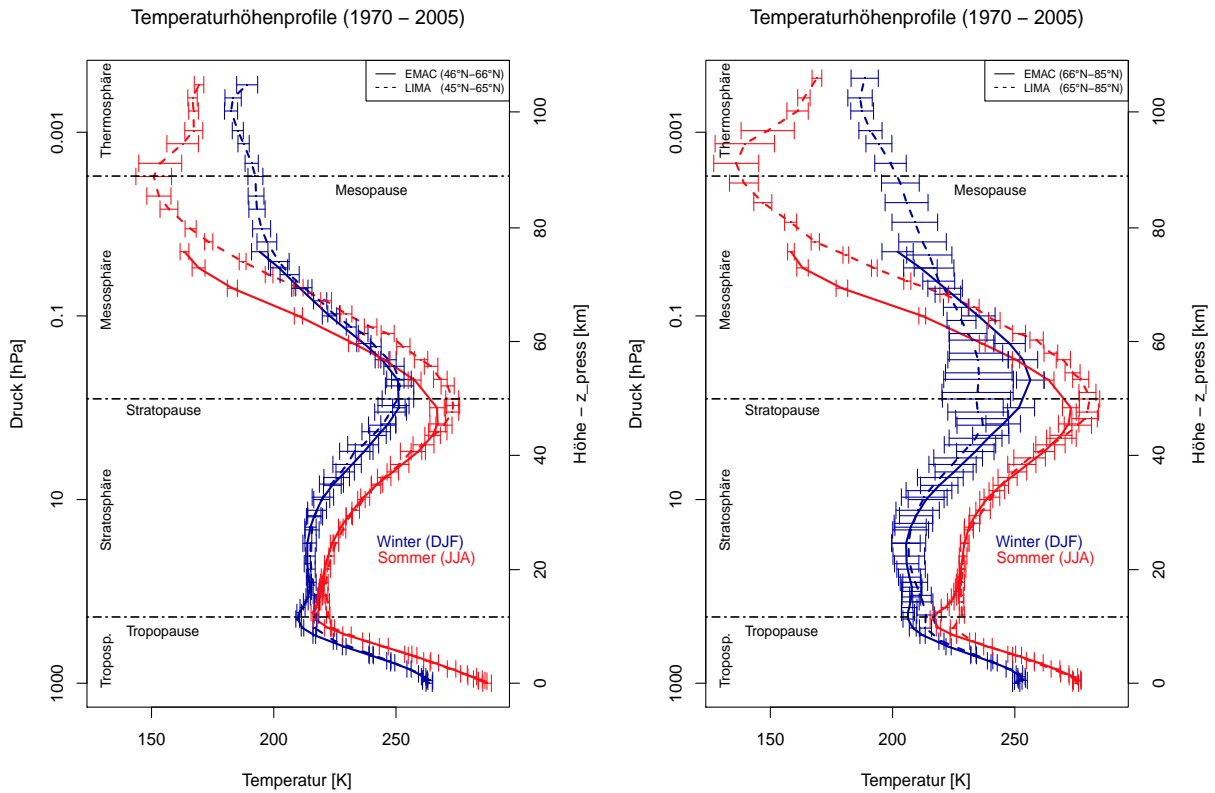 Temperaturhöhenprofile (1970 − 2005)
EMAC (46°N−66°N)
LIMA (45°N−65°N)
Thermosphäre
Mesosphäre
Stratosphäre
Troposp.
Mesopause
Stratopause
Tropopause
Winter (DJF)
Sommer (JJA)
0.001
0.1
10
1000
Druck [hPa]
100
80
60
40
20
0
Höhe − z_press [km]
150 200 250
Temperatur [K]
Temperaturhöhenprofile (1970 − 2005)
EMAC (66°N−85°N)
LIMA (65°N−85°N)
Thermosphäre
Mesosphäre
Stratosphäre
Troposp.
Mesopause
Stratopause
Tropopause
Winter (DJF)
Sommer (JJA)
0.001
0.1
10
1000
Druck [hPa]
100
80
60
40
20
0
Höhe − z_press [km]
150 200 250
Temperatur [K]